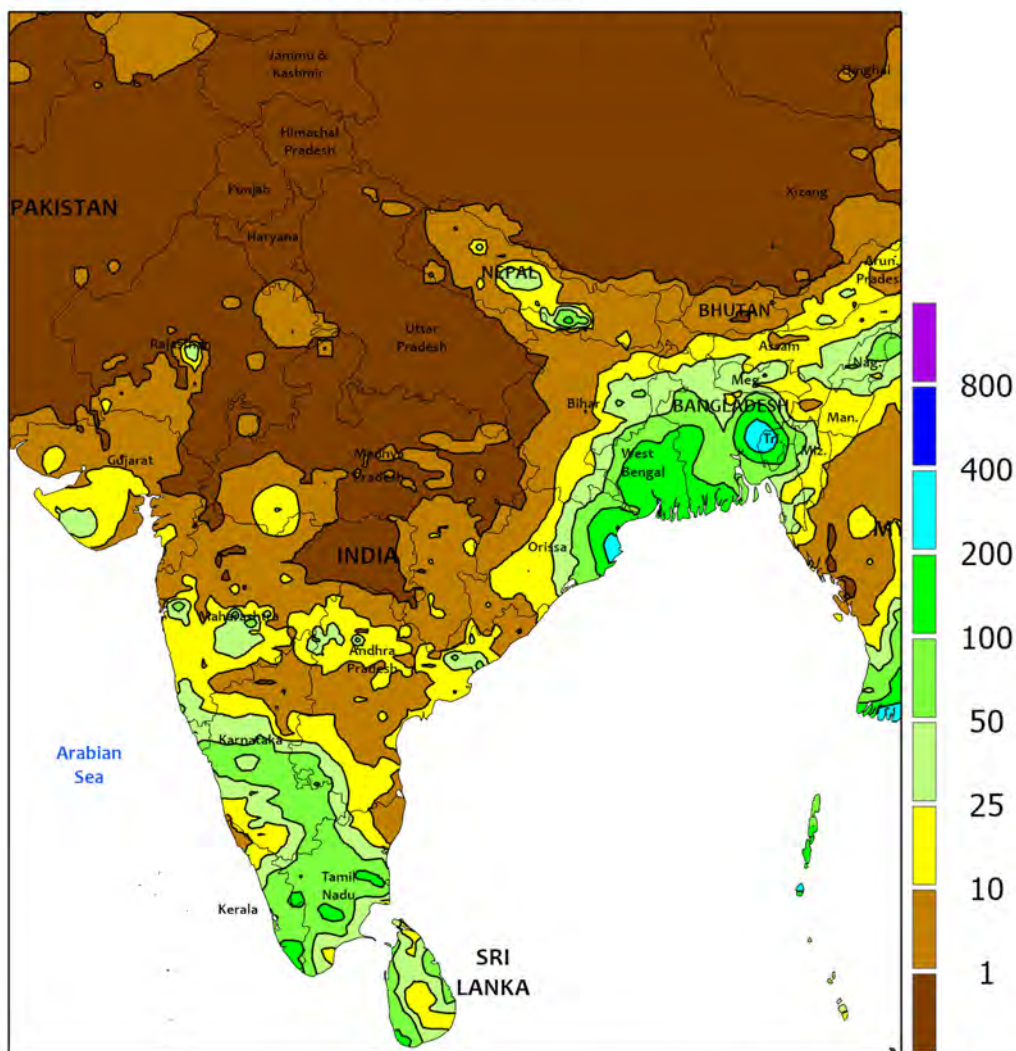 Jammu &
Kashmir
Qinghai
Himachal
Pradesh
Punjab
Xizang
PAKISTAN
Haryana
NEPAL
Arun.
Pradesh
BHUTAN
Uttar
Pradesh
Rajasthan
Assam
Nag.
Meg.
Bihar
BANGLADESH
Man.
Tr.
Miz.
West
Bengal
Madhya
Pradesh
Gujarat
INDIA
Orissa
MY
Maharashtra
Andhra
Pradesh
Karnataka
Arabian
Sea
Tamil
Nadu
Kerala
SRI
LANKA
800
400
200
100
50
25
10
1